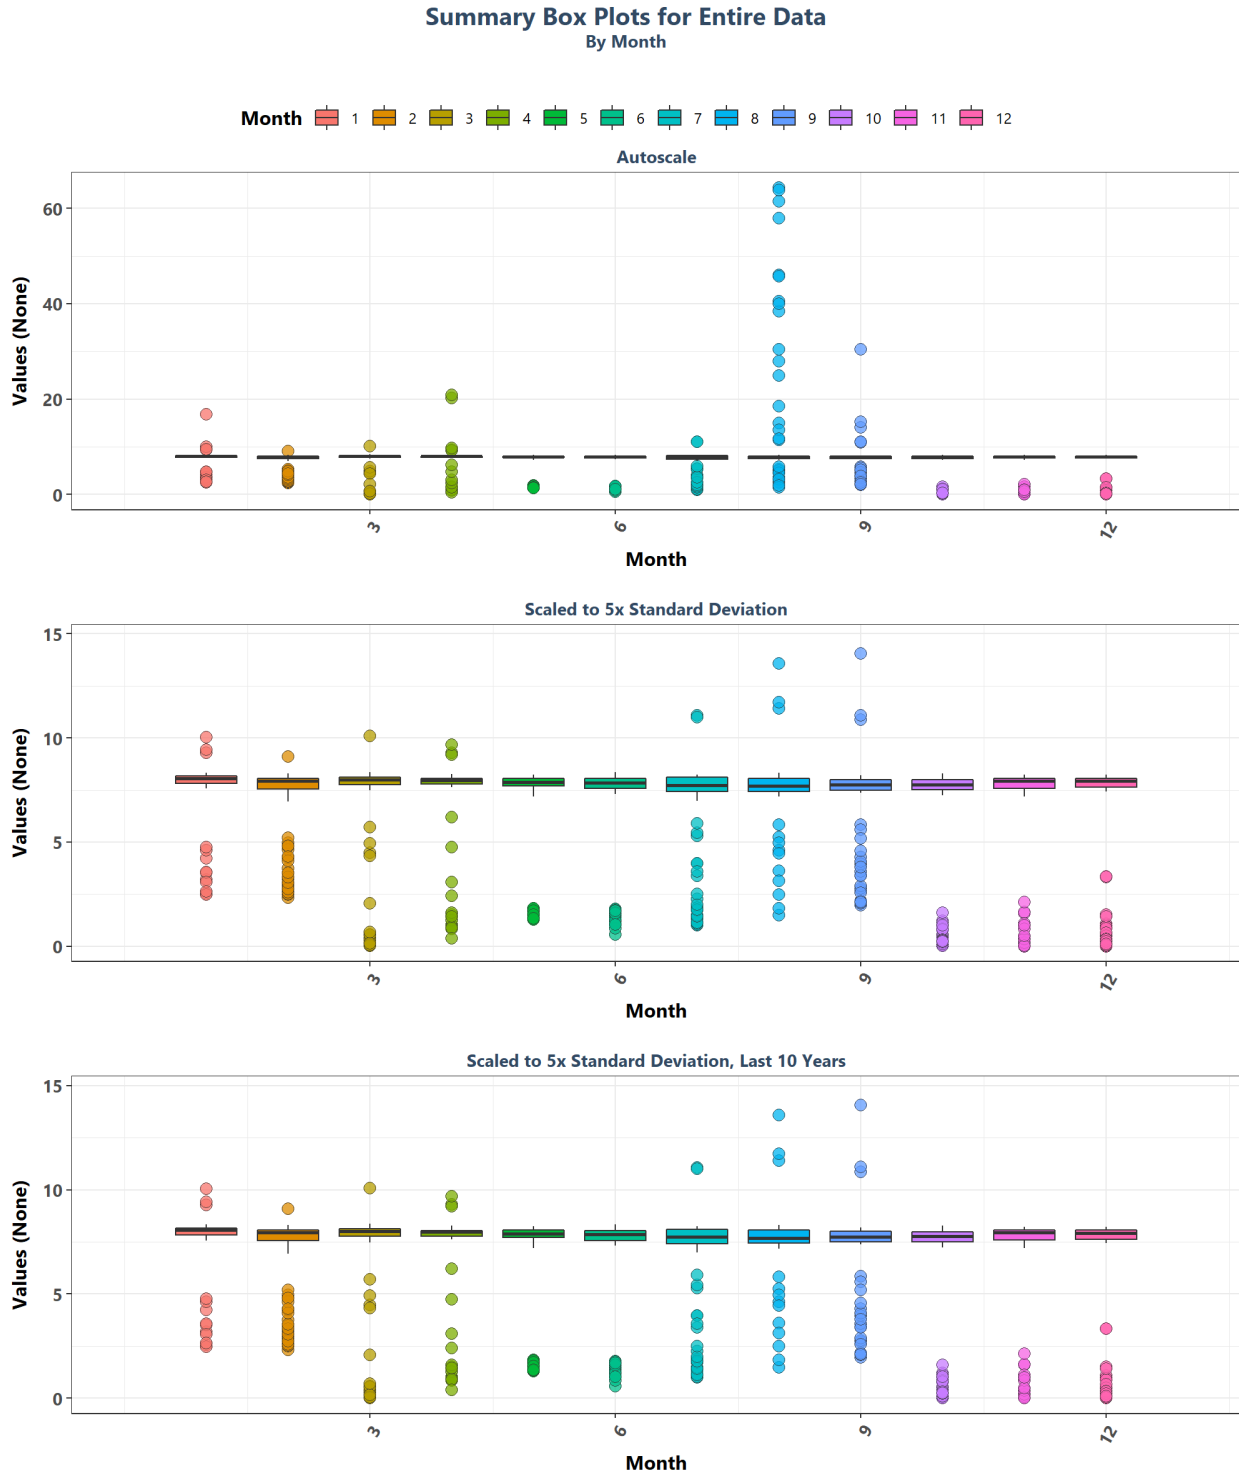 Summary Box Plots for Entire Data
By Month
Month 1 2 3 4 5 6 7 8 9 10 11 12
Autoscale
Values (None)
60
40
20
0
3 6 9 12
Month
Scaled to 5x Standard Deviation
Values (None)
15
10
5
0
3 6 9 12
Month
Scaled to 5x Standard Deviation, Last 10 Years
Values (None)
15
10
5
0
3 6 9 12
Month